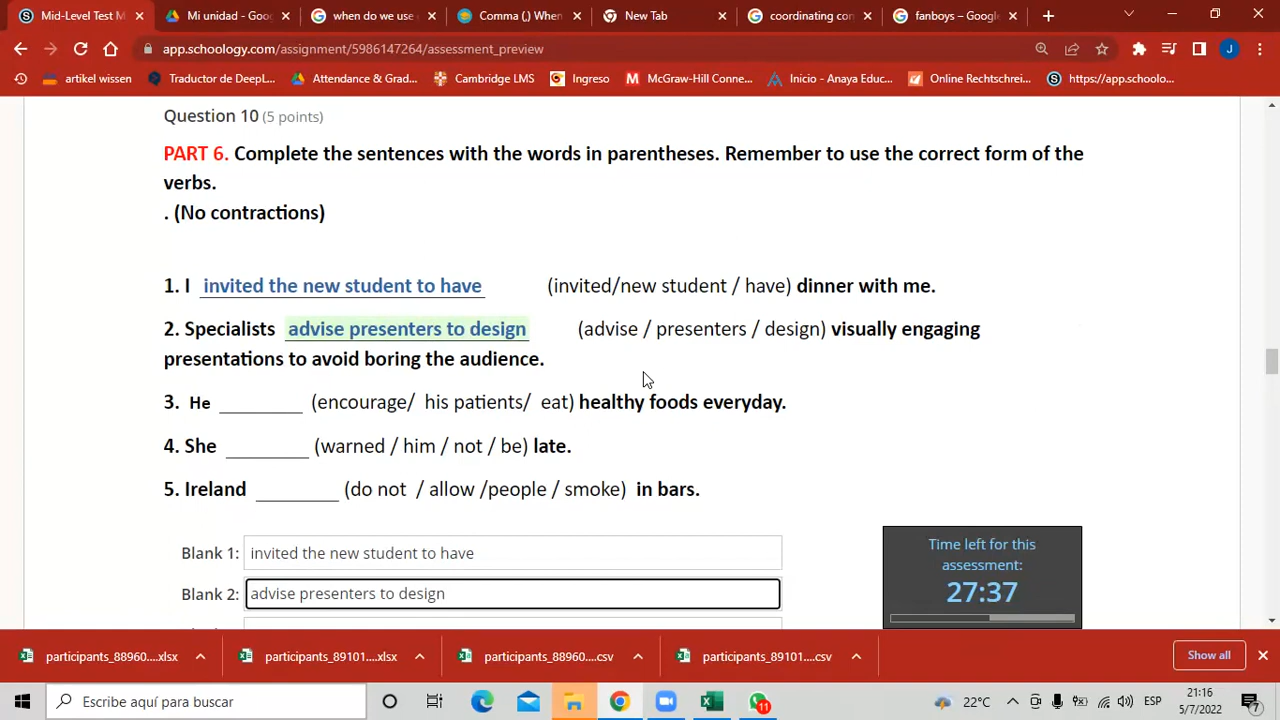 Mid-Level Test M
Mi unidad - Goo
when do we use
Comma (,) When
New Tab
coordinating con
fanboys – Google
app.schoology.com/assignment/5986147264/assessment_preview
J
artikel wissen
Traductor de DeepL...
Attendance & Grad...
Cambridge LMS
Ingreso
McGraw-Hill Conne...
Inicio - Anaya Educ...
Online Rechtschrei...
https://app.schoolo...
Question 10 (5 points)
PART 6. Complete the sentences with the words in parentheses. Remember to use the correct form of the
verbs.
. (No contractions)
1. I invited the new student to have (invited/new student / have) dinner with me.
2. Specialists advise presenters to design (advise / presenters / design) visually engaging
presentations to avoid boring the audience.
3. He ________ (encourage/ his patients/ eat) healthy foods everyday.
4. She ________ (warned / him / not / be) late.
5. Ireland ________ (do not / allow /people / smoke) in bars.
Blank 1: invited the new student to have
Blank 2: advise presenters to design
Time left for this
assessment:
27:37
participants_88960....xlsx
participants_89101....xlsx
participants_88960....csv
participants_89101....csv
Show all
Escribe aquí para buscar
11
22°C
ESP
21:16
5/7/2022
7